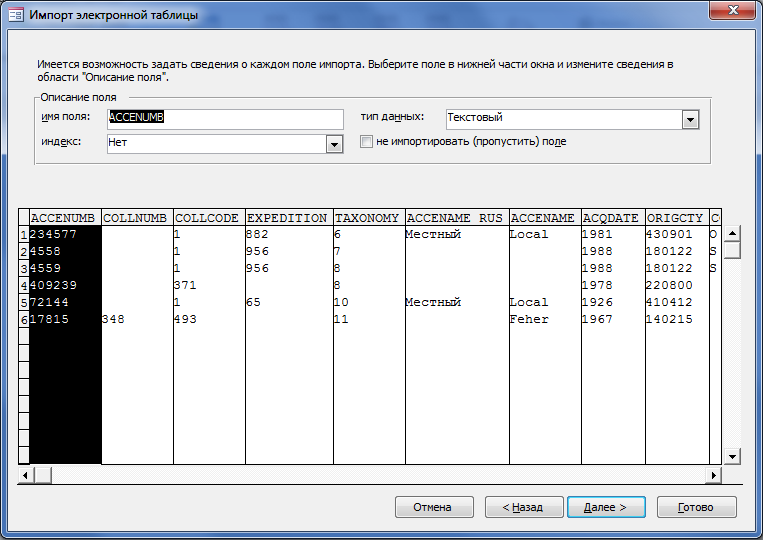 Импорт электронной таблицы
Имеется возможность задать сведения о каждом поле импорта. Выберите поле в нижней части окна и измените сведения в
области "Описание поля".
Описание поля
имя поля: ACCENUMB тип данных: Текстовый
индекс: Нет не импортировать (пропустить) поле
ACCENUMB COLLNUMB COLLCODE EXPEDITION TAXONOMY ACCENAME RUS ACCENAME ACQDATE ORIGCTY C
1 234577 1 882 6 Местный Local 1981 430901 O
2 4558 1 956 7 1988 180122 S
3 4559 1 956 8 1988 180122 S
4 409239 371 8 1978 220800
5 72144 1 65 10 Местный Local 1926 410412
6 17815 348 493 11 Feher 1967 140215
Отмена < Назад Далее > Готово